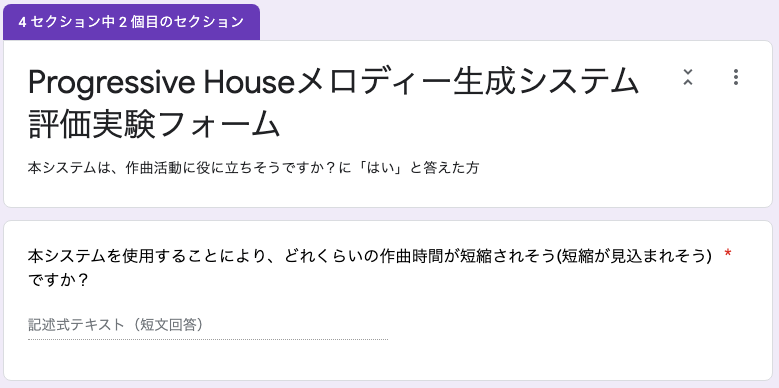 4 セクション中 2 個目のセクション
Progressive Houseメロディー生成システム
評価実験フォーム
本システムは、作曲活動に役に立ちそうですか？に「はい」と答えた方
本システムを使用することにより、どれくらいの作曲時間が短縮されそう(短縮が見込まれそう) *
ですか？
記述式テキスト（短文回答）